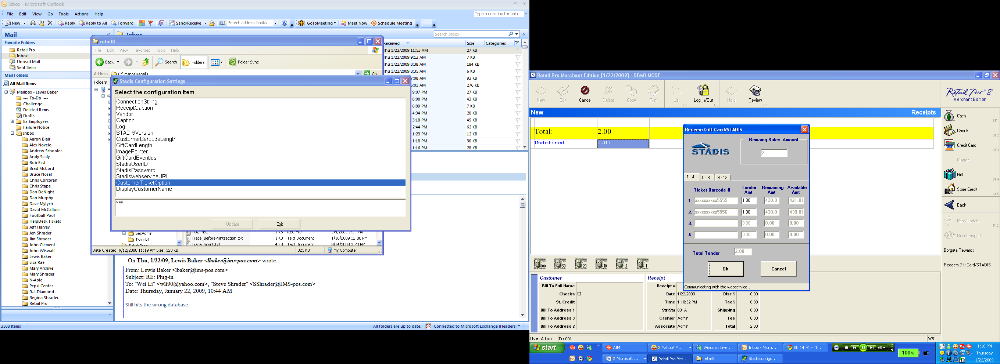 Inbox - Microsoft Outlook
File Edit View Go Tools Actions Help
Type a question for help
New Reply Reply to All Forward Send/Receive Search address books GoToMeeting Meet Now Schedule Meeting
Mail
Inbox
Search Inbox
Favorite Folders
Retail Pro
Inbox
Unread Mail
Sent Items
Mail Folders
All Mail Items
Mailbox - Lewis Baker
--- To-Do ---
Challenge
Deleted Items
Drafts
Ex-Employees
Failure Notice
Inbox
Aaron Blair
Alex Novelo
Andrew Schooler
Andy Sealy
Bob Essl
Brad McCord
Bruce Nosal
Chris Corcoran
Chris Stape
Dan DeNight
Dan Murphy
Dave Mytych
David McCallum
Football Pool
HelpDesk Tickets
Jeff Harvey
Jen Shrader
Jim Shrader
John Clement
John Wiswall
Lewis Baker
Lisa Rae
Mary Archive
Mary Shrader
N-Able
Pepsi Center
R.J. Diamond
Regina Shrader
Retail Pro
3508 Items
All folders are up to date. Connected to Microsoft Exchange (Headers)
Received Size Categories
Thu 1/22/2009 11:53 AM 27 KB
Thu 1/22/2009 9:13 AM 7 KB
Thu 1/22/2009 8:38 AM 184 KB
Thu 1/22/2009 8:35 AM 6 KB
7:08 AM 93 KB
6:01 AM 276 KB
9:07 PM 27 KB
8:00 PM 43 KB
6:09 PM 7 KB
4:34 PM 20 KB
3:18 PM 45 KB
2:44 PM 62 KB
1:23 PM 12 KB
1:18 PM 30 KB
1:16 PM 28 KB
retail8
File Edit View Favorites Tools Help
Back Search Folders Folder Sync
Address C:\imspos\retail8 Go
Folders
Stadis Configuration Settings
Select the configuration Item
ConnectionString
ReceiptCaption
Vendor
Caption
Log
STADISVersion
CustomerBarcodeLength
GiftCardLength
ImagePointer
GiftCardEventIds
StadisUserID
StadisPassword
StadiswebserviceURL
CustomerTicketOption
DisplayCustomerName
YES
Update Exit
SecAdmin
Translat
TicketCheck
TO2.REC 1 KB REC File 2/4/2002 1:24 PM
Trace_BeforePrintsection.txt 1 KB Text Document 1/16/2009 12:00 PM
Trace_Script.txt 4 KB Text Document 8/14/2008 3:23 PM
Date Created: 9/12/2008 11:19 AM Size: 323 KB 323 KB My Computer
--- On Thu, 1/22/09, Lewis Baker <lbaker@ims-pos.com> wrote:
From: Lewis Baker <lbaker@ims-pos.com>
Subject: RE: Plug-in
To: "Wei Li" <wli90@yahoo.com>, "Steve Shrader" <SShrader@IMS-pos.com>
Date: Thursday, January 22, 2009, 10:44 AM
Still hits the wrong database.
Retail Pro Merchant Edition [1/22/2009] - DEMO MODE
New Edit Cancel Delete Copy Print List Log In/Out Hold Review
F8 CL F7
Retail Pro® 8
Merchant Edition
New Receipts
Total: 2.00
Undefined 2.00
Cash SF1
Check SF2
Credit Card SF3
Charge
Gift SF4
Store Credit SF5
Back
Print/Update F12
Reset Pinpad
Borgata Rewards
Redeem Gift Card/STADIS
Redeem Gift Card/STADIS
STADIS
Remaing Sales Amount
2
1 - 4 5 - 8 9 - 12
Ticket Barcode # Tender Amt Remaining Amt Available Amt
1. xxxxxxxxxx5555 1.00 420.81 421.81
2. xxxxxxxxxx5556 1.00 438.81 439.81
3. 0.00 0.00 0.00
4. 0.00 0.00 0.00
Total Tender 2.00
Ok Cancel
Communicating with the webservice..
100 50 20 10 5 1
Customer
Bill To Full Name
Checks
St. Credit
Bill To Address 1
Bill To Address 3
Bill To Address 2
Receipt
Receipt #
Date 1/22/2009
Time 1:18:32 PM
Str/Sta 001A
Cashier Admin
Associate Admin
Disc $ 0.00
Tax $ 0.00
Shipping 0.00
Fee 0.00
Total 2.00
User: Admin Pr: 001 WS1
start AIM 2 Yahoo! M... Windows Live... Inbox - Micro... 00:14:41 - Th...
2 Microsoft ... Retail Pro Mer... retail8 Stadisconfigu...
100%
1:18 PM
Thursday
1/22/2009